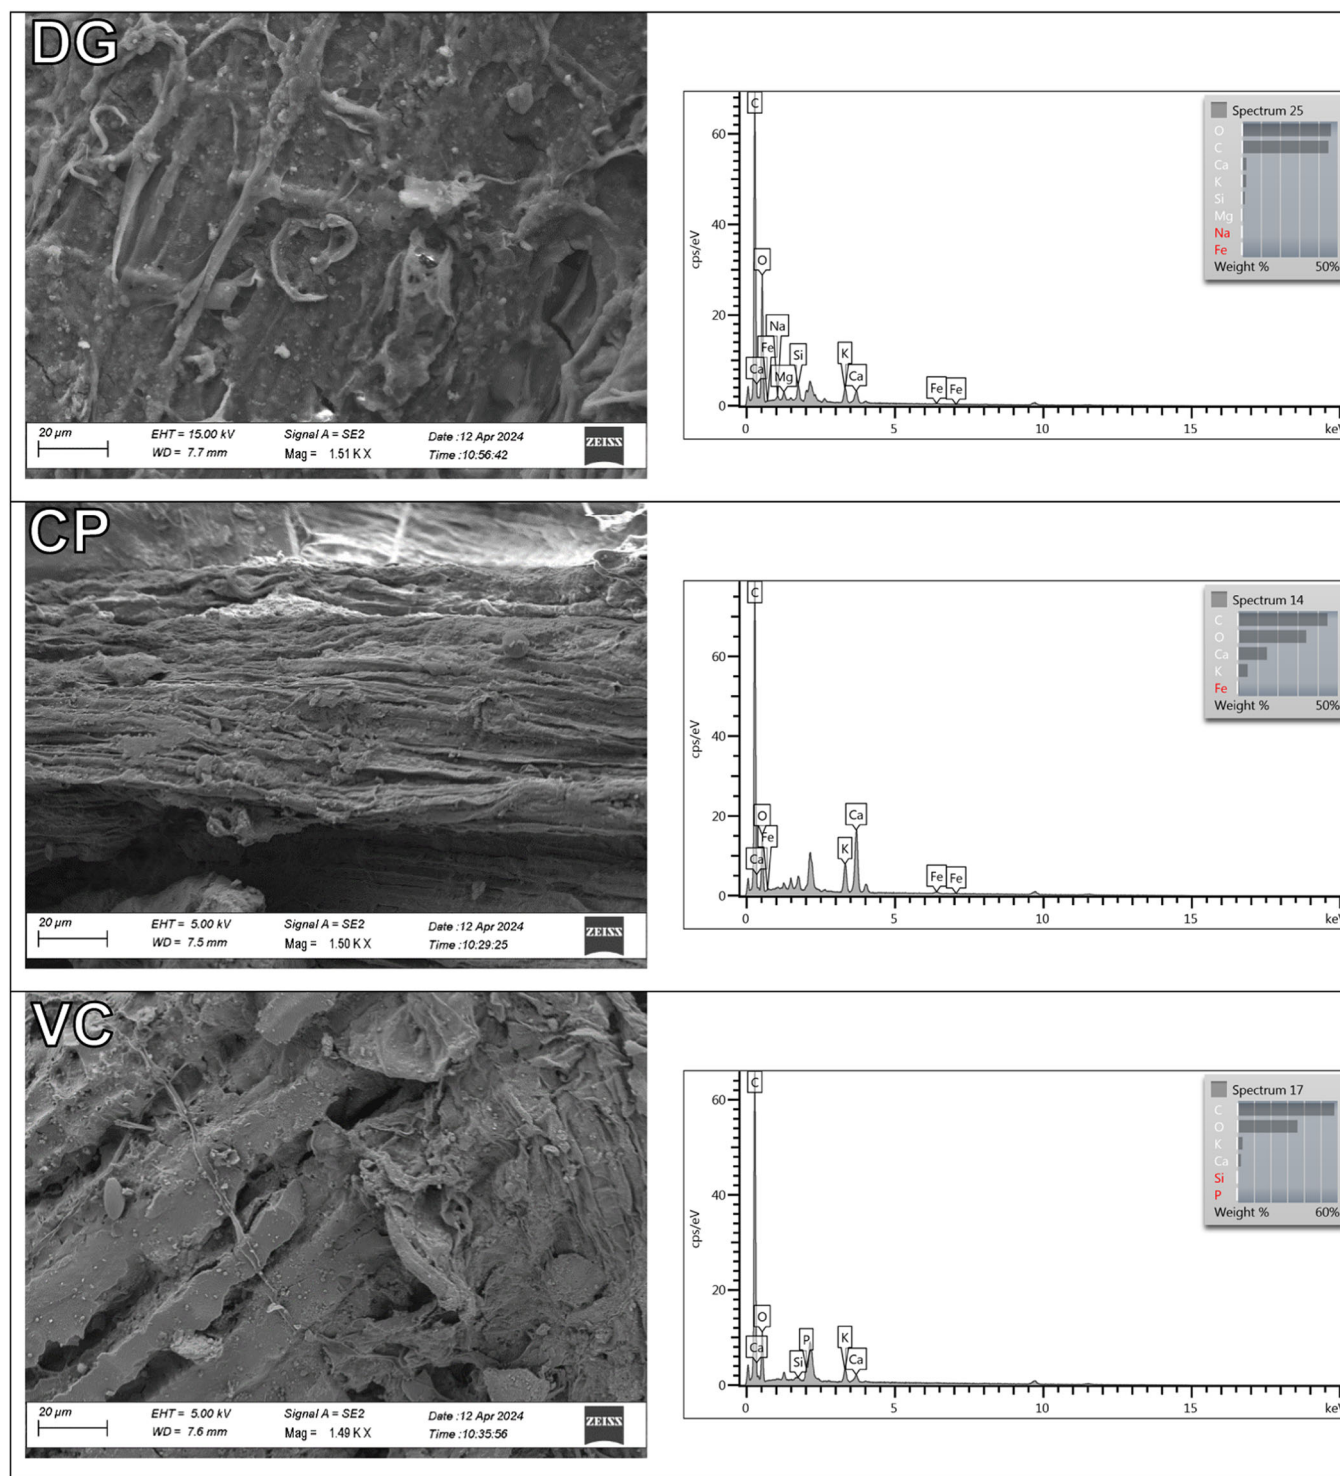 DG
20 µm
EHT = 15.00 kV
WD = 7.7 mm
Signal A = SE2
Mag = 1.51 K X
Date :12 Apr 2024
Time :10:56:42
ZEISS
cps/eV
60
40
20
0
C
O
Ca
Fe
Na
Mg
Si
K
Ca
Fe
Fe
0
5
10
15
keV
Spectrum 25
O
C
Ca
K
Si
Mg
Na
Fe
Weight % 50%
CP
20 µm
EHT = 5.00 kV
WD = 7.5 mm
Signal A = SE2
Mag = 1.50 K X
Date :12 Apr 2024
Time :10:29:25
ZEISS
cps/eV
60
40
20
0
C
O
Ca
Fe
K
Ca
Fe
Fe
0
5
10
15
keV
Spectrum 14
C
O
Ca
K
Fe
Weight % 50%
VC
20 µm
EHT = 5.00 kV
WD = 7.6 mm
Signal A = SE2
Mag = 1.49 K X
Date :12 Apr 2024
Time :10:35:56
ZEISS
cps/eV
60
40
20
0
C
O
Ca
Si
P
K
Ca
0
5
10
15
keV
Spectrum 17
C
O
K
Ca
Si
P
Weight % 60%